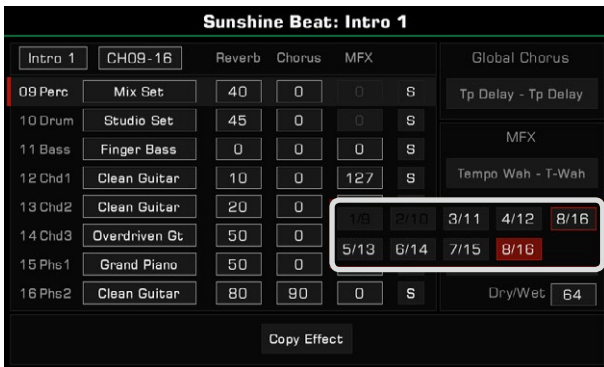 Sunshine Beat: Intro 1
Intro 1 CH09-16 Reverb Chorus MFX Global Chorus
09 Perc Mix Set 40 0 0 S Tp Delay - Tp Delay
10 Drum Studio Set 45 0 0 S
MFX
11 Bass Finger Bass 0 0 0 S
12 Chd1 Clean Guitar 10 0 127 S Tempo Wah - T-Wah
13 Chd2 Clean Guitar 20 0
1/9 2/10 3/11 4/12 8/16
14 Chd3 Overdriven Gt 50 0
5/13 6/14 7/15 8/16
15 Phs1 Grand Piano 50 0
16 Phs2 Clean Guitar 80 90 0 S Dry/Wet 64
Copy Effect